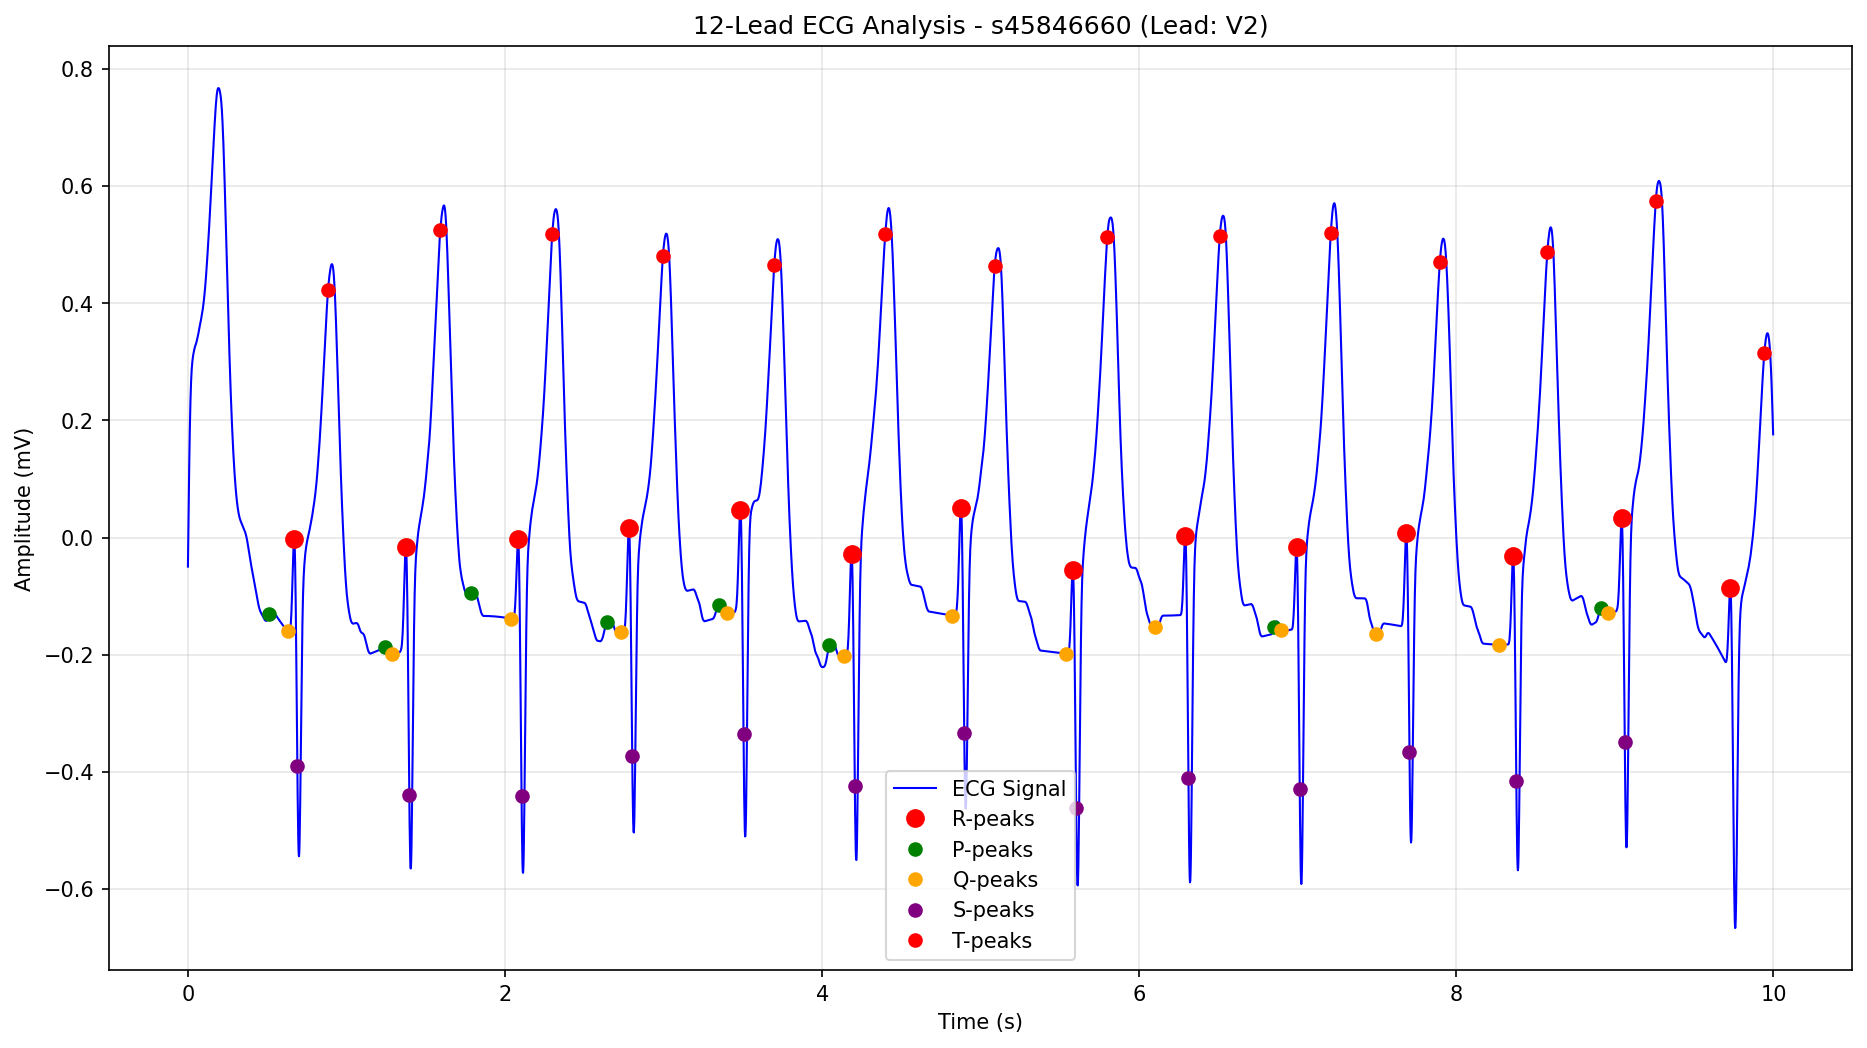 12-Lead ECG Analysis - s45846660 (Lead: V2)
Amplitude (mV)
0.8
0.6
0.4
0.2
0.0
−0.2
−0.4
−0.6
ECG Signal
R-peaks
P-peaks
Q-peaks
S-peaks
T-peaks
0 2 4 6 8 10
Time (s)